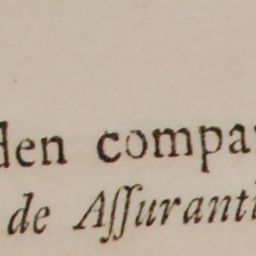 den compa
de Aſſuranti